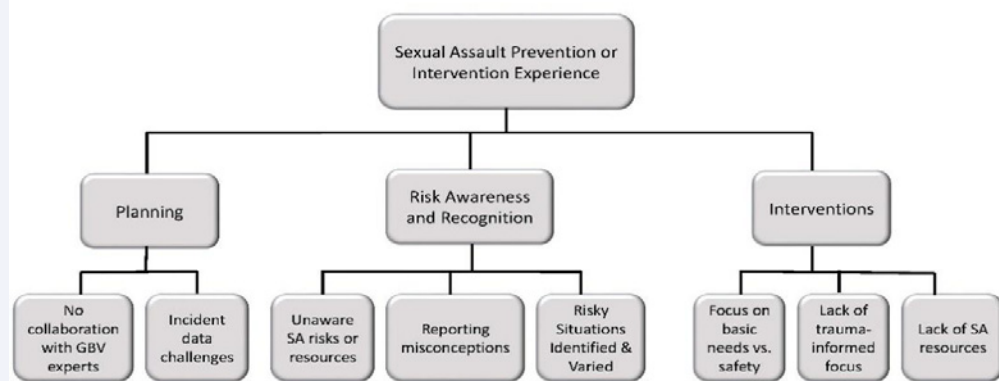 Sexual Assault Prevention or
Intervention Experience
Planning
Risk Awareness
and Recognition
Interventions
No
collaboration
with GBV
experts
Incident
data
challenges
Unaware
SA risks or
resources
Reporting
misconceptions
Risky
Situations
Identified &
Varied
Focus on
basic
needs vs.
safety
Lack of
trauma-
informed
focus
Lack of SA
resources